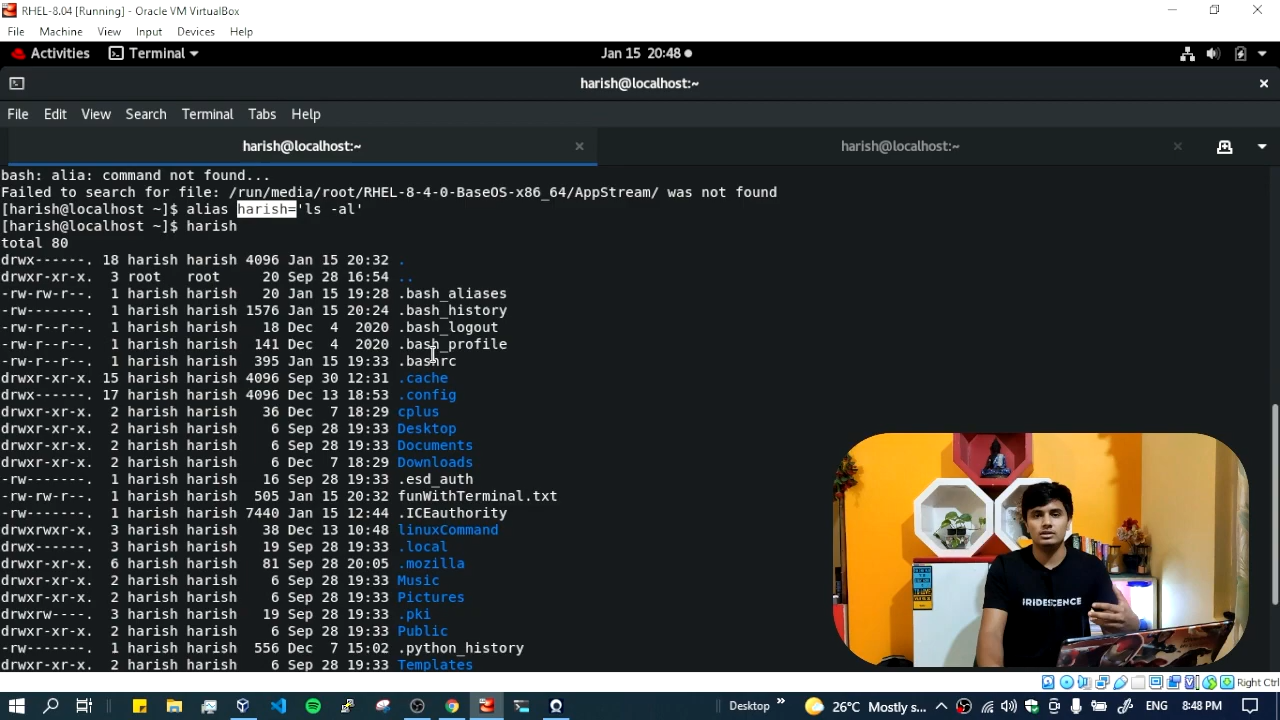 RHEL-8.04 [Running] - Oracle VM VirtualBox
File Machine View Input Devices Help
Activities Terminal Jan 15 20:48
harish@localhost:~
File Edit View Search Terminal Tabs Help
harish@localhost:~ harish@localhost:~
bash: alia: command not found...
Failed to search for file: /run/media/root/RHEL-8-4-0-BaseOS-x86_64/AppStream/ was not found
[harish@localhost ~]$ alias harish='ls -al'
[harish@localhost ~]$ harish
total 80
drwx------. 18 harish harish 4096 Jan 15 20:32 .
drwxr-xr-x. 3 root root 20 Sep 28 16:54 ..
-rw-rw-r--. 1 harish harish 20 Jan 15 19:28 .bash_aliases
-rw-------. 1 harish harish 1576 Jan 15 20:24 .bash_history
-rw-r--r--. 1 harish harish 18 Dec 4 2020 .bash_logout
-rw-r--r--. 1 harish harish 141 Dec 4 2020 .bash_profile
-rw-r--r--. 1 harish harish 395 Jan 15 19:33 .bashrc
drwxr-xr-x. 15 harish harish 4096 Sep 30 12:31 .cache
drwx------. 17 harish harish 4096 Dec 13 18:53 .config
drwxr-xr-x. 2 harish harish 36 Dec 7 18:29 cplus
drwxr-xr-x. 2 harish harish 6 Sep 28 19:33 Desktop
drwxr-xr-x. 2 harish harish 6 Sep 28 19:33 Documents
drwxr-xr-x. 2 harish harish 6 Dec 7 18:29 Downloads
-rw-------. 1 harish harish 16 Sep 28 19:33 .esd_auth
-rw-rw-r--. 1 harish harish 505 Jan 15 20:32 funWithTerminal.txt
-rw-------. 1 harish harish 7440 Jan 15 12:44 .ICEauthority
drwxrwxr-x. 3 harish harish 38 Dec 13 10:48 linuxCommand
drwx------. 3 harish harish 19 Sep 28 19:33 .local
drwx------. 6 harish harish 81 Sep 28 20:05 .mozilla
drwxr-xr-x. 2 harish harish 6 Sep 28 19:33 Music
drwxr-xr-x. 2 harish harish 6 Sep 28 19:33 Pictures
drwxrw----. 3 harish harish 19 Sep 28 19:33 .pki
drwxr-xr-x. 2 harish harish 6 Sep 28 19:33 Public
-rw-------. 1 harish harish 556 Dec 7 15:02 .python_history
drwxr-xr-x. 2 harish harish 6 Sep 28 19:33 Templates
IRIDESCENCE
Right Ctrl
Desktop » 26°C Mostly s... ENG 8:48 PM